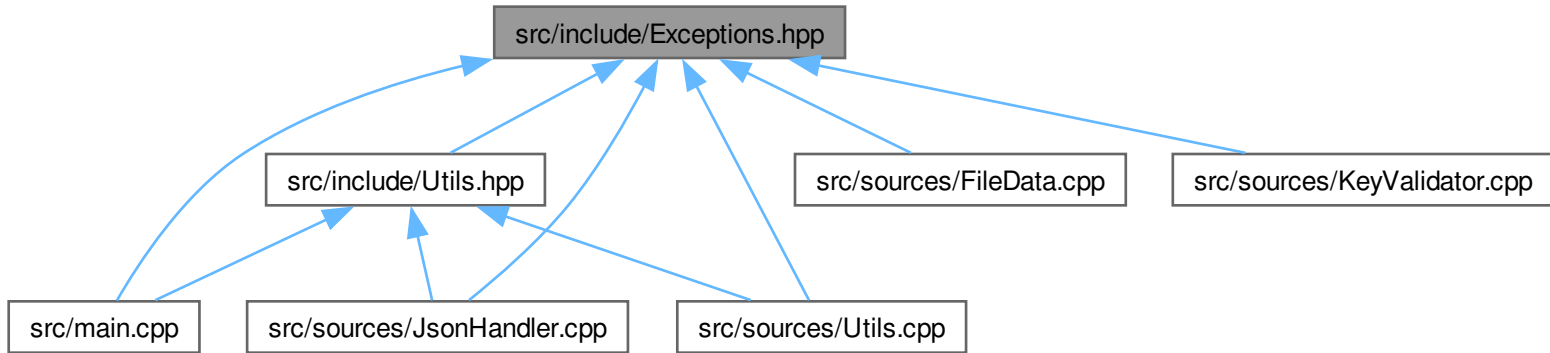 src/include/Exceptions.hpp
src/include/Utils.hpp
src/sources/FileData.cpp
src/sources/KeyValidator.cpp
src/main.cpp
src/sources/JsonHandler.cpp
src/sources/Utils.cpp